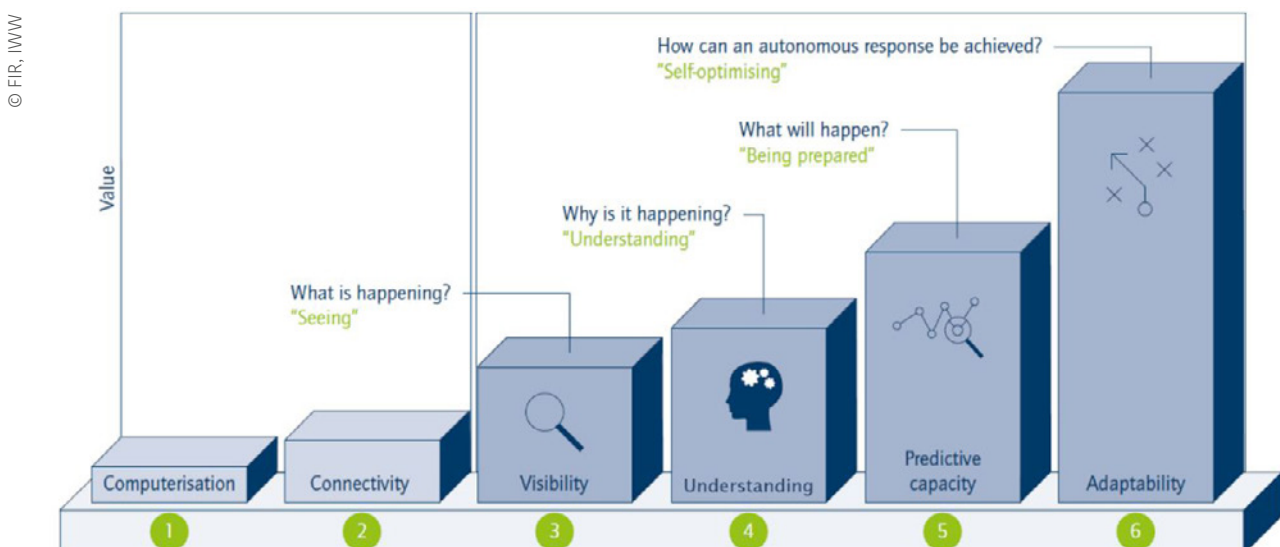 © FIR, IWW
Value
How can an autonomous response be achieved?
"Self-optimising"
What will happen?
"Being prepared"
Why is it happening?
"Understanding"
What is happening?
"Seeing"
Computerisation
Connectivity
Visibility
Understanding
Predictive
capacity
Adaptability
1
2
3
4
5
6